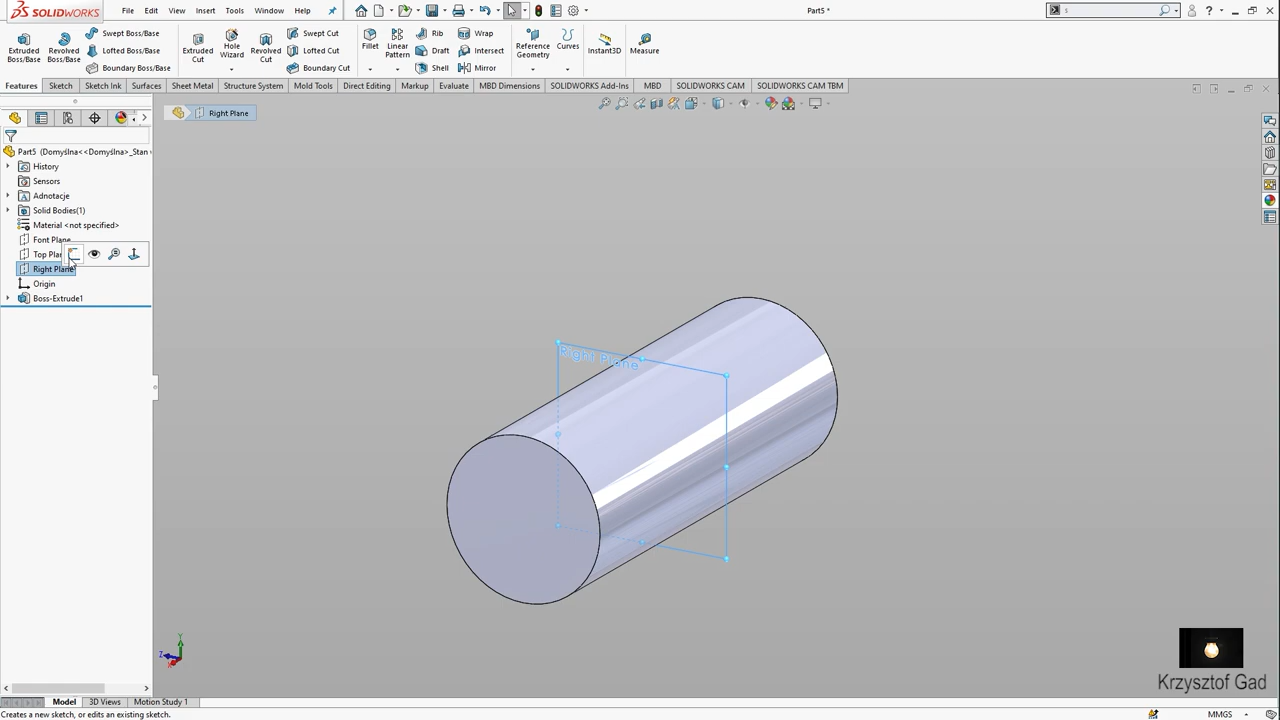 SOLIDWORKS
File Edit View Insert Tools Window Help
Part5 *
s
Extruded Boss/Base
Revolved Boss/Base
Swept Boss/Base
Lofted Boss/Base
Boundary Boss/Base
Extruded Cut
Hole Wizard
Revolved Cut
Swept Cut
Lofted Cut
Boundary Cut
Fillet
Linear Pattern
Rib
Draft
Shell
Wrap
Intersect
Mirror
Reference Geometry
Curves
Instant3D
Measure
Features Sketch Sketch Ink Surfaces Sheet Metal Structure System Mold Tools Direct Editing Markup Evaluate MBD Dimensions SOLIDWORKS Add-Ins MBD SOLIDWORKS CAM SOLIDWORKS CAM TBM
Right Plane
Part5 (Domyślna<<Domyślna>_Stan
History
Sensors
Adnotacje
Solid Bodies(1)
Material <not specified>
Font Plane
Top Plan
Right Plane
Origin
Boss-Extrude1
Right Plane
Y
Z
X
Krzysztof Gad
Model 3D Views Motion Study 1
Creates a new sketch, or edits an existing sketch.
MMGS